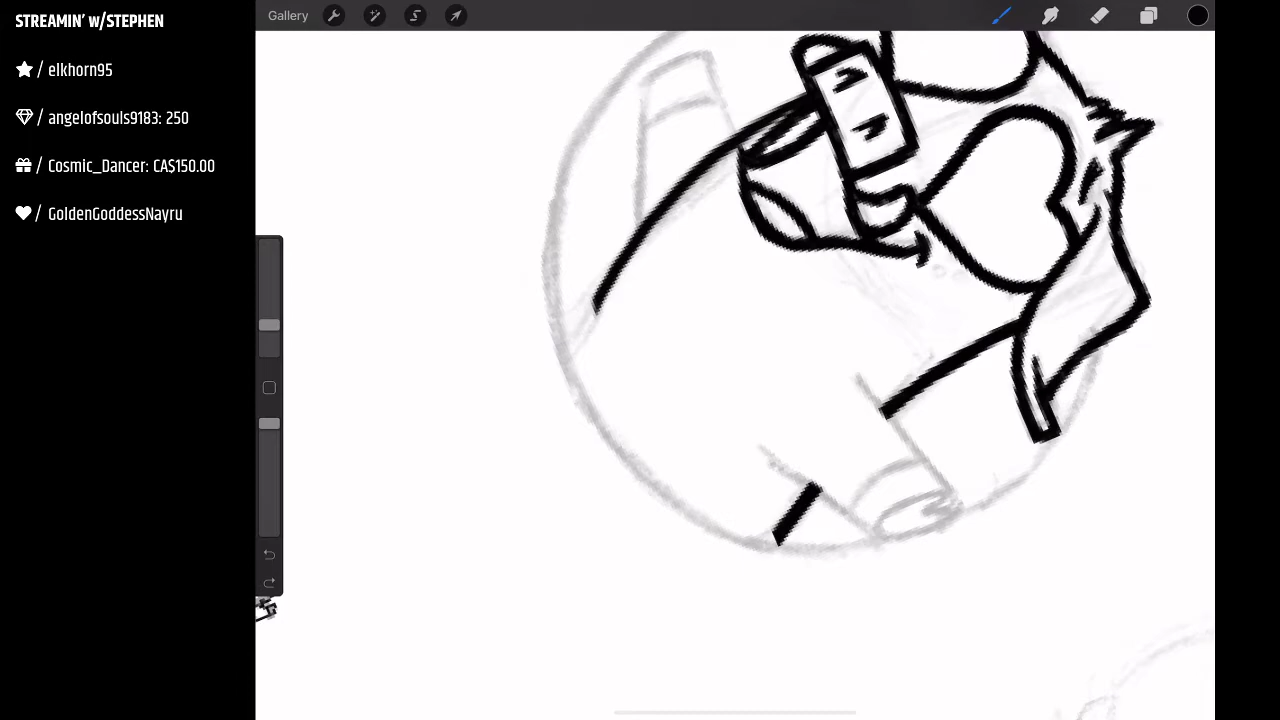 STREAMIN' w/STEPHEN
Gallery
/ elkhorn95
/ angelofsouls9183: 250
/ Cosmic_Dancer: CA$150.00
/ GoldenGoddessNayru